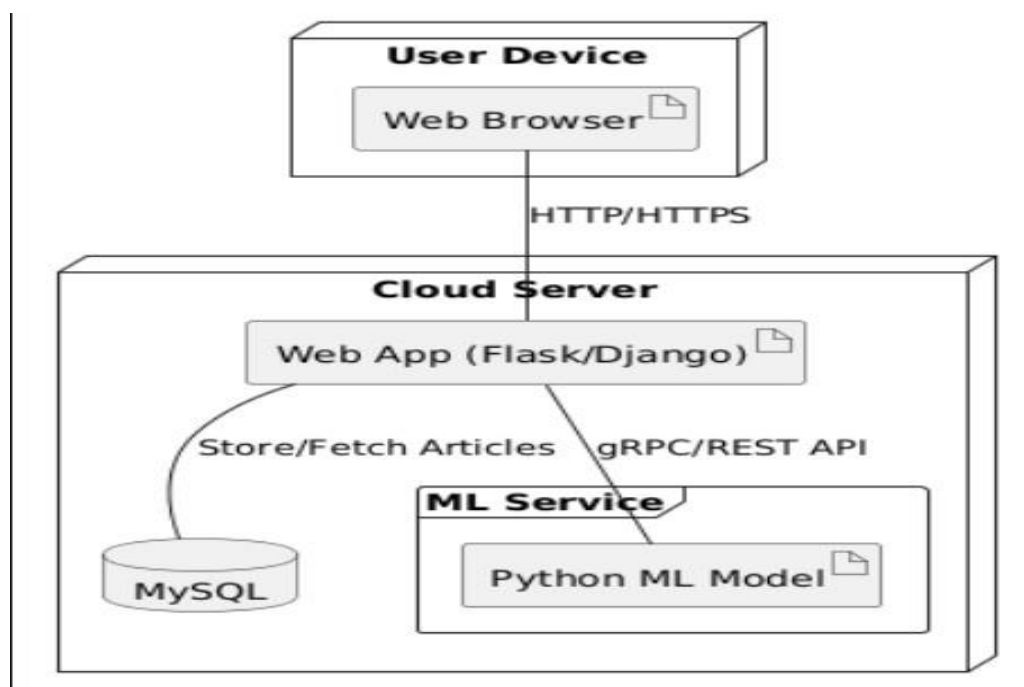 User Device
Web Browser
HTTP/HTTPS
Cloud Server
Web App (Flask/Django)
Store/Fetch Articles
gRPC/REST API
ML Service
MySQL
Python ML Model